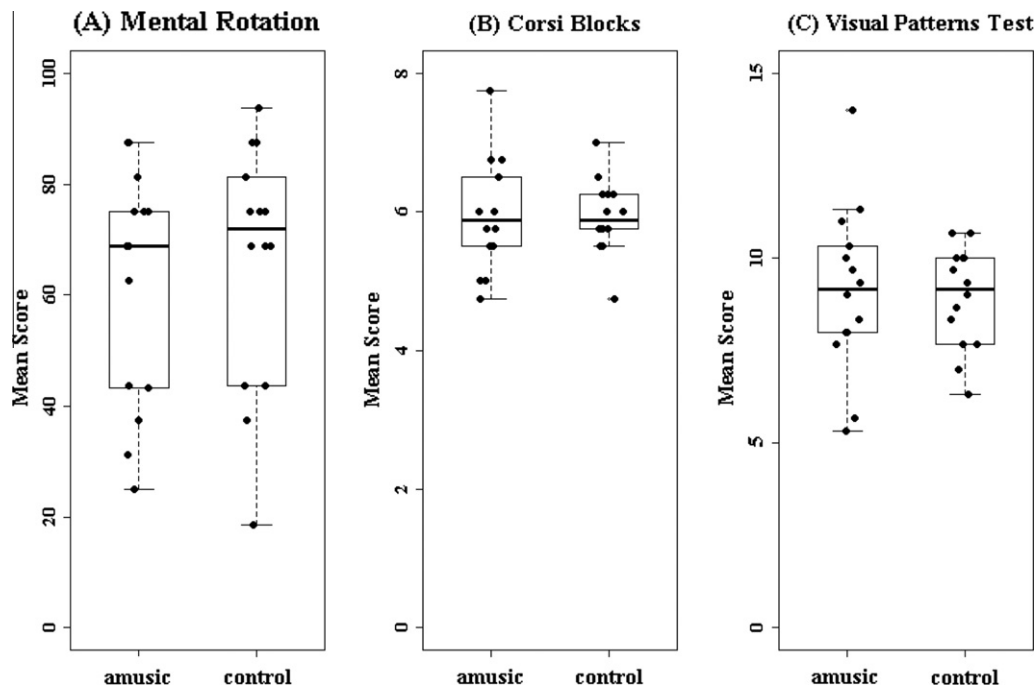 (A) Mental Rotation
Mean Score
100
80
60
40
20
0
amusic control
(B) Corsi Blocks
Mean Score
8
6
4
2
0
amusic control
(C) Visual Patterns Test
Mean Score
15
10
5
0
amusic control